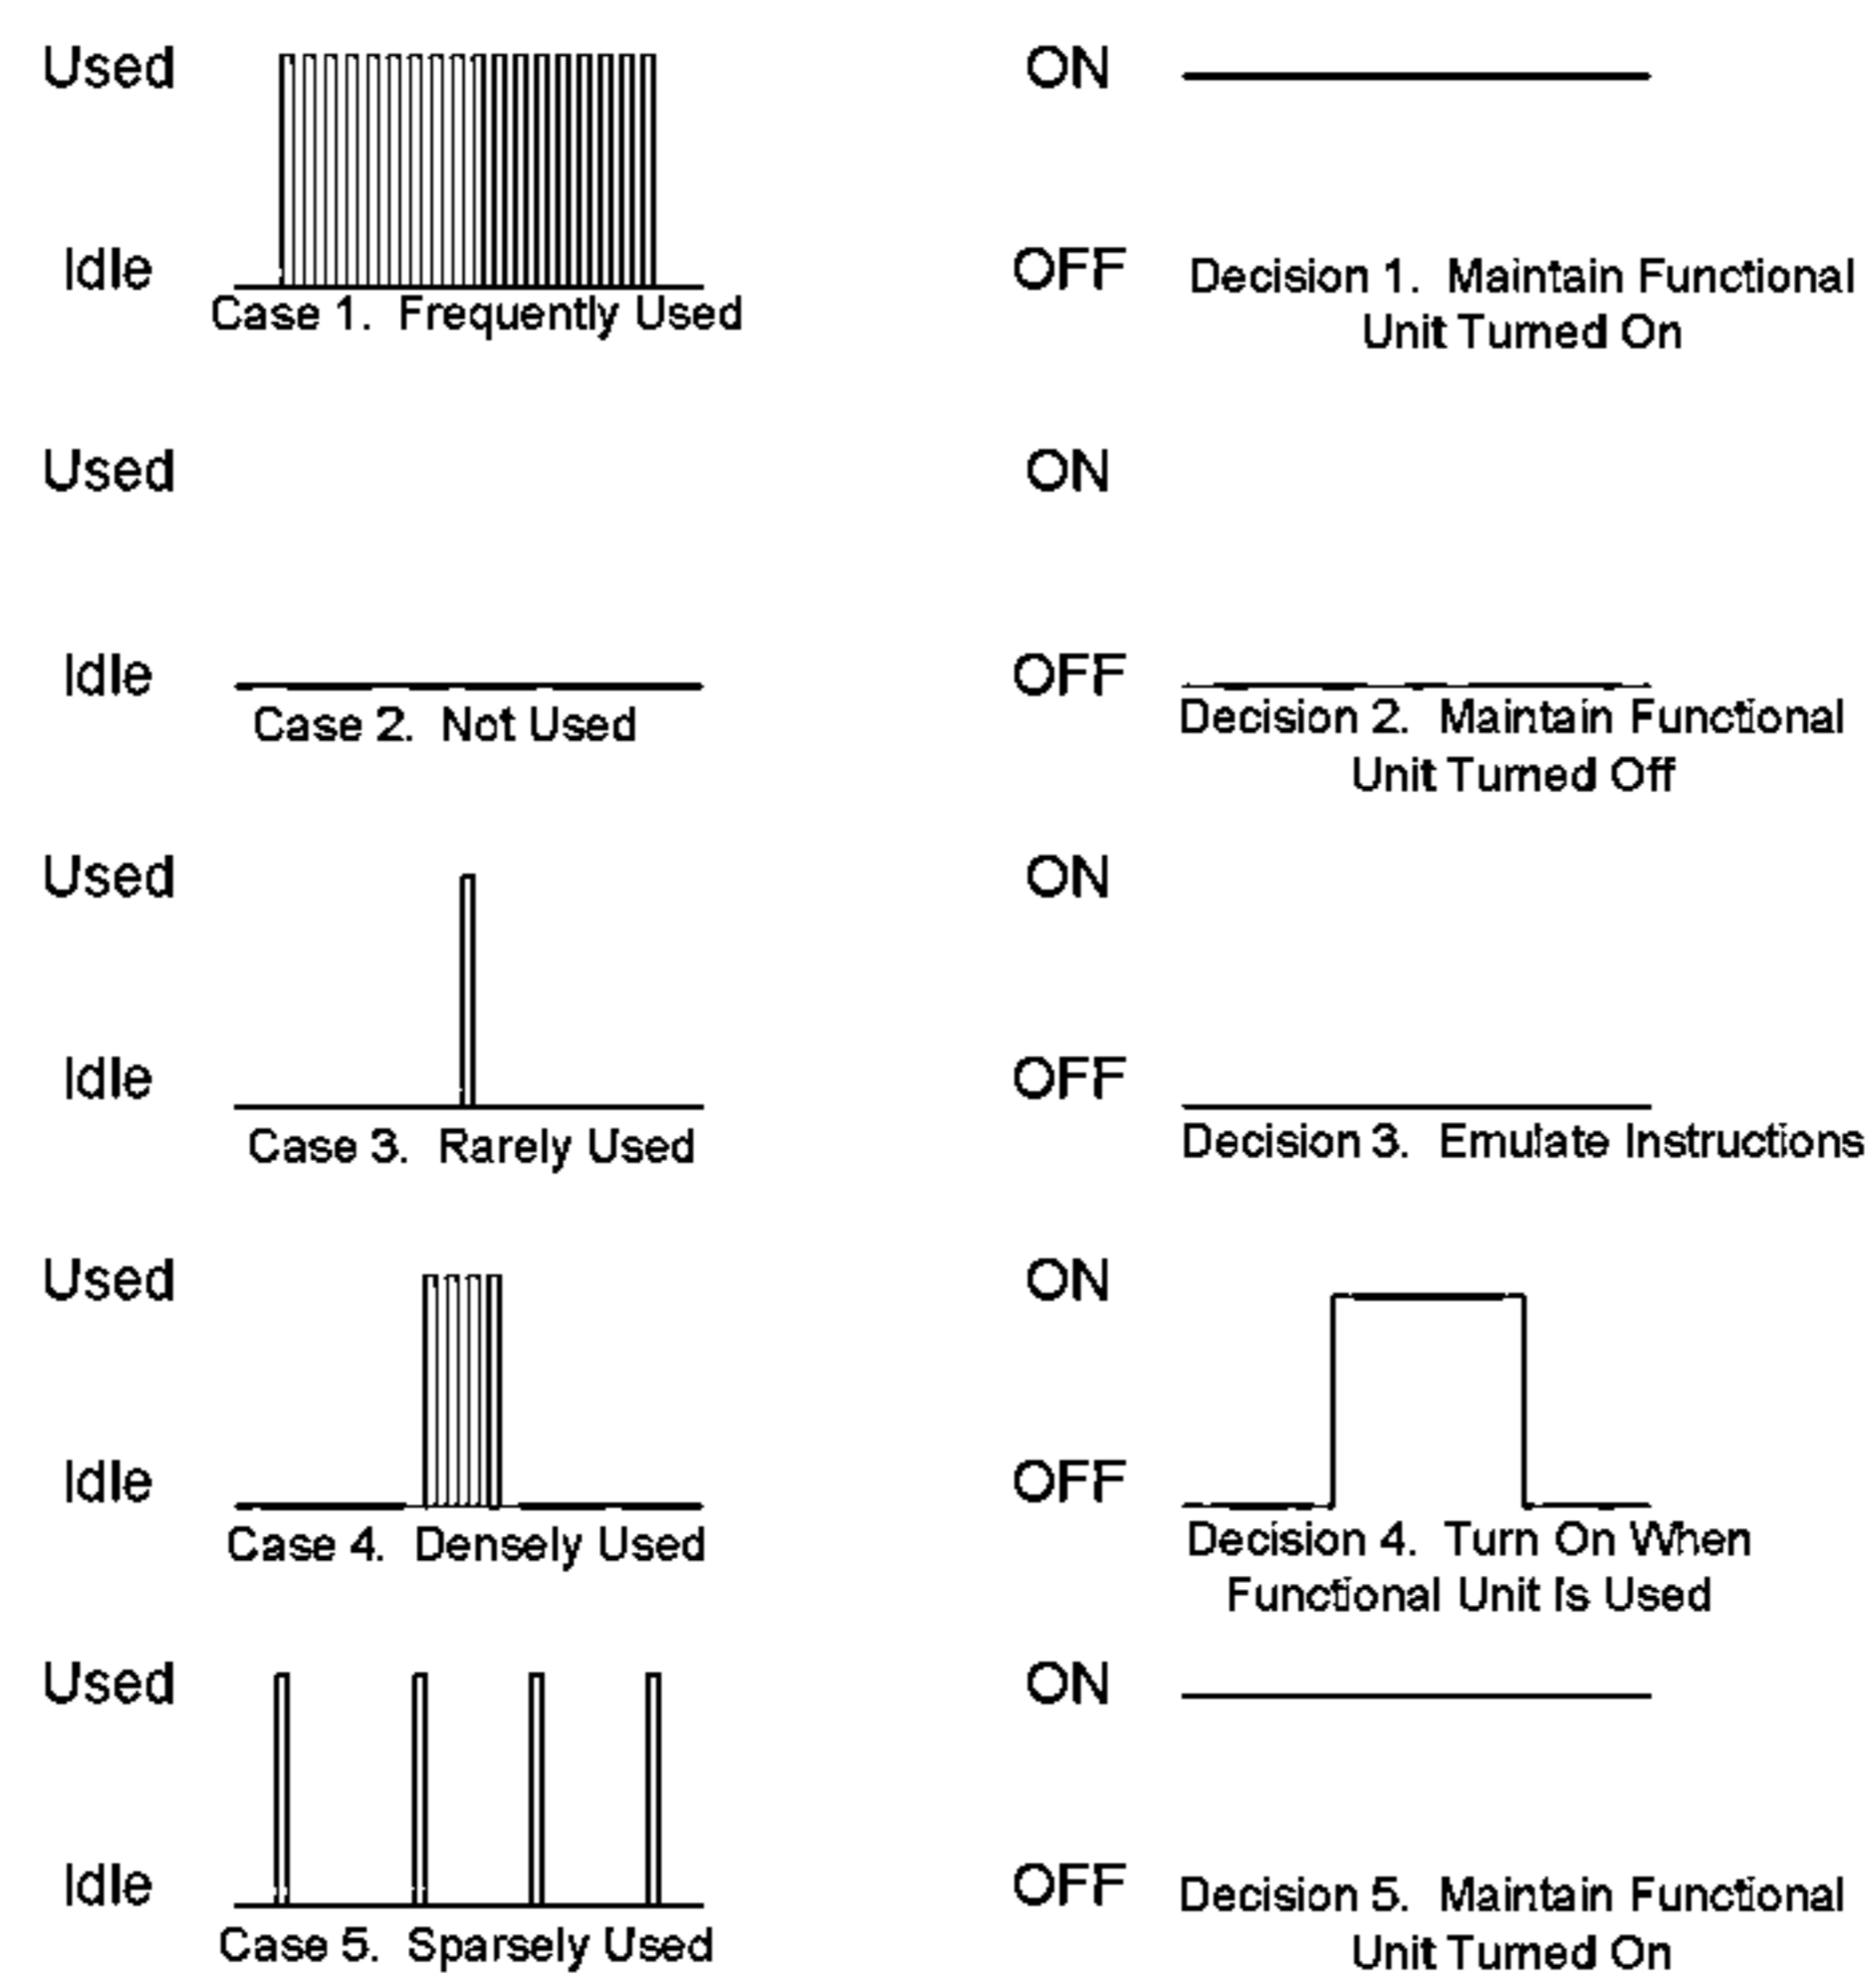 Used
ON
Idle
OFF
Case 1. Frequently Used
Decision 1. Maintain Functional
Unit Turned On
Used
ON
Idle
OFF
Case 2. Not Used
Decision 2. Maintain Functional
Unit Turned Off
Used
ON
Idle
OFF
Case 3. Rarely Used
Decision 3. Emulate Instructions
Used
ON
Idle
OFF
Case 4. Densely Used
Decision 4. Turn On When
Functional Unit Is Used
Used
ON
Idle
OFF
Case 5. Sparsely Used
Decision 5. Maintain Functional
Unit Turned On